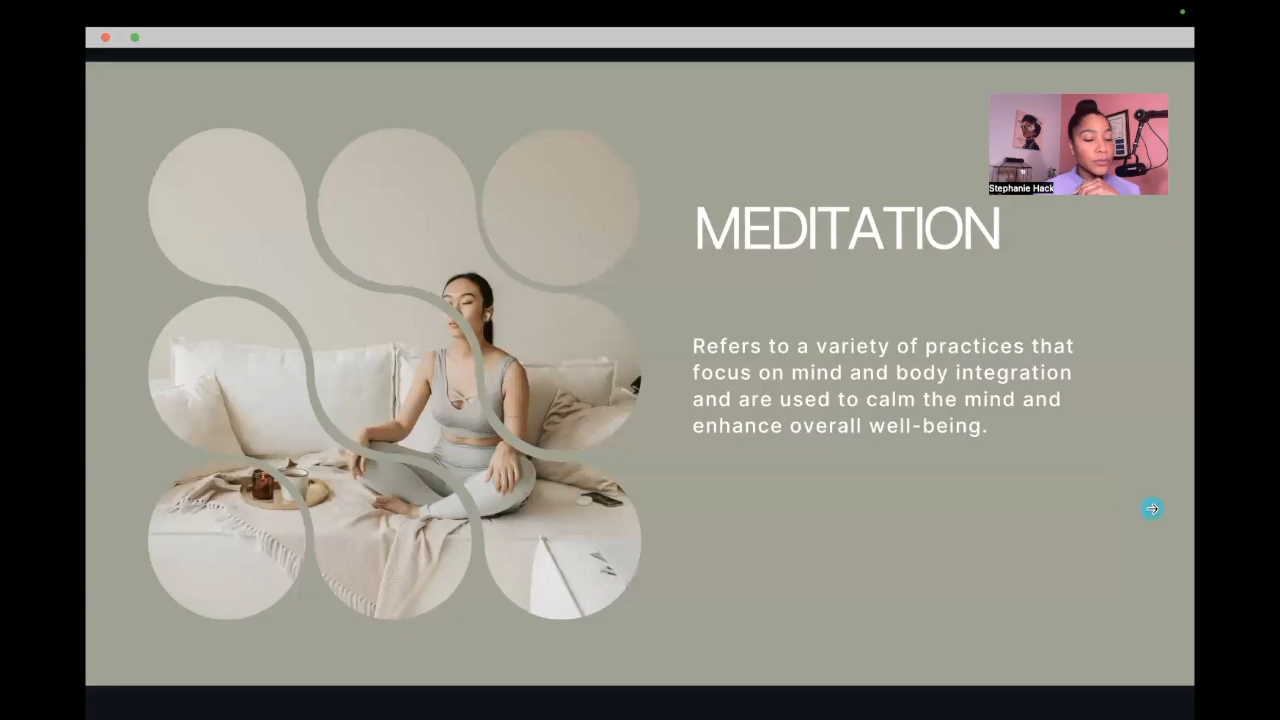 Stephanie Hack
MEDITATION
Refers to a variety of practices that
focus on mind and body integration
and are used to calm the mind and
enhance overall well-being.